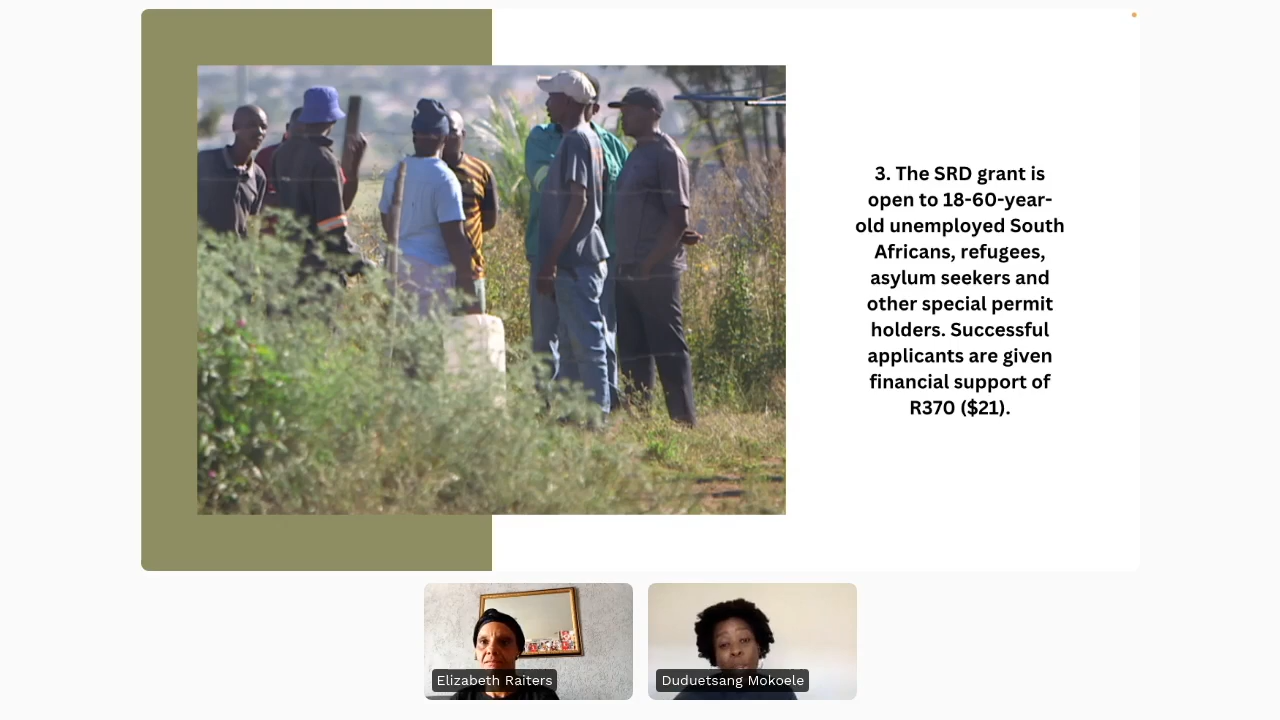 3. The SRD grant is
open to 18-60-year-
old unemployed South
Africans, refugees,
asylum seekers and
other special permit
holders. Successful
applicants are given
financial support of
R370 ($21).
Elizabeth Raiters
Duduetsang Mokoele